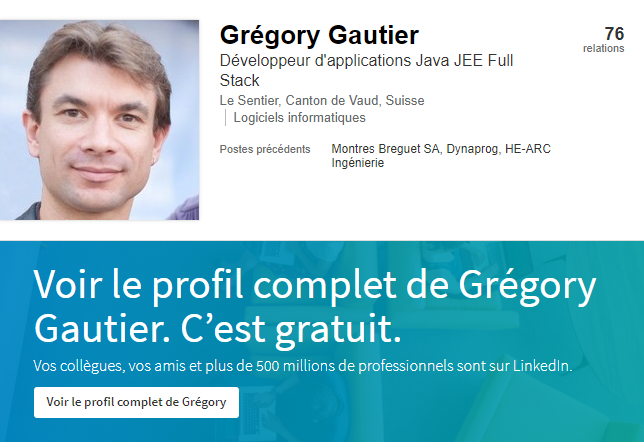 Grégory Gautier
76
relations
Développeur d'applications Java JEE Full
Stack
Le Sentier, Canton de Vaud, Suisse
Logiciels informatiques
Postes précédents Montres Breguet SA, Dynaprog, HE-ARC
Ingénierie
Voir le profil complet de Grégory
Gautier. C’est gratuit.
Vos collègues, vos amis et plus de 500 millions de professionnels sont sur LinkedIn.
Voir le profil complet de Grégory